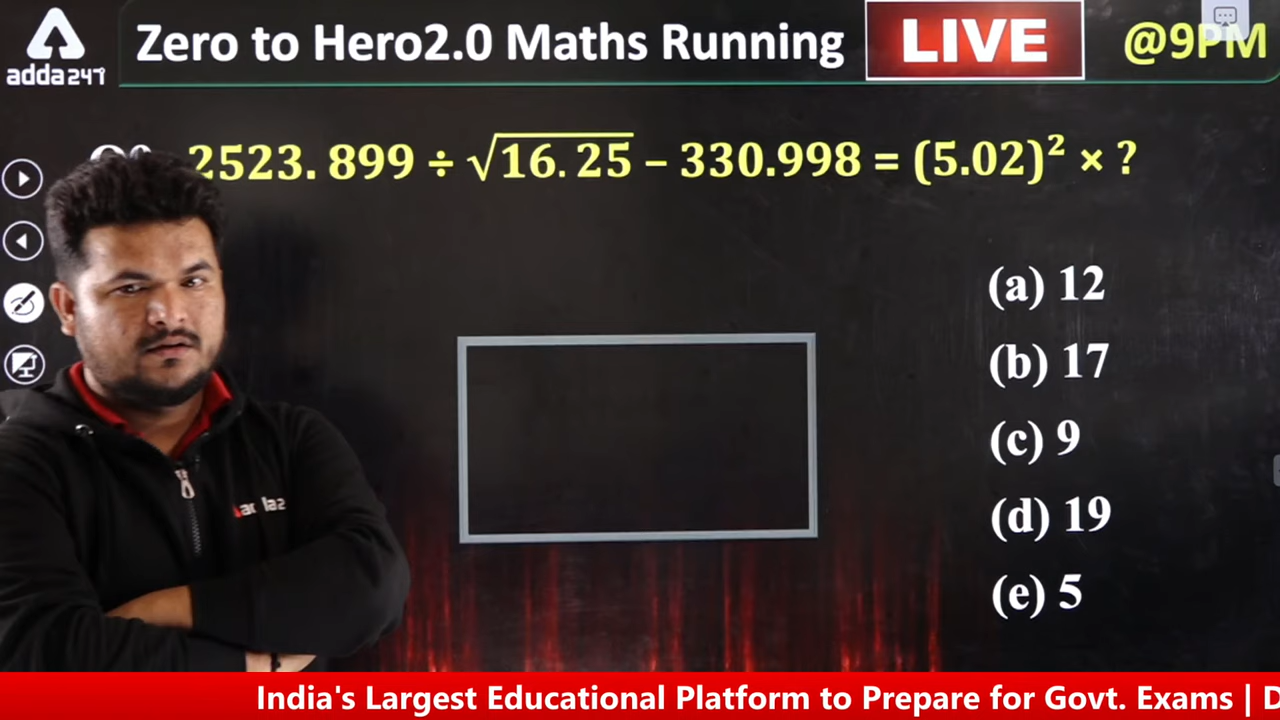 adda247
Zero to Hero2.0 Maths Running LIVE @9PM
2523.899 ÷ √16.25 – 330.998 = (5.02)² × ?
(a) 12
(b) 17
(c) 9
(d) 19
(e) 5
India's Largest Educational Platform to Prepare for Govt. Exams | D